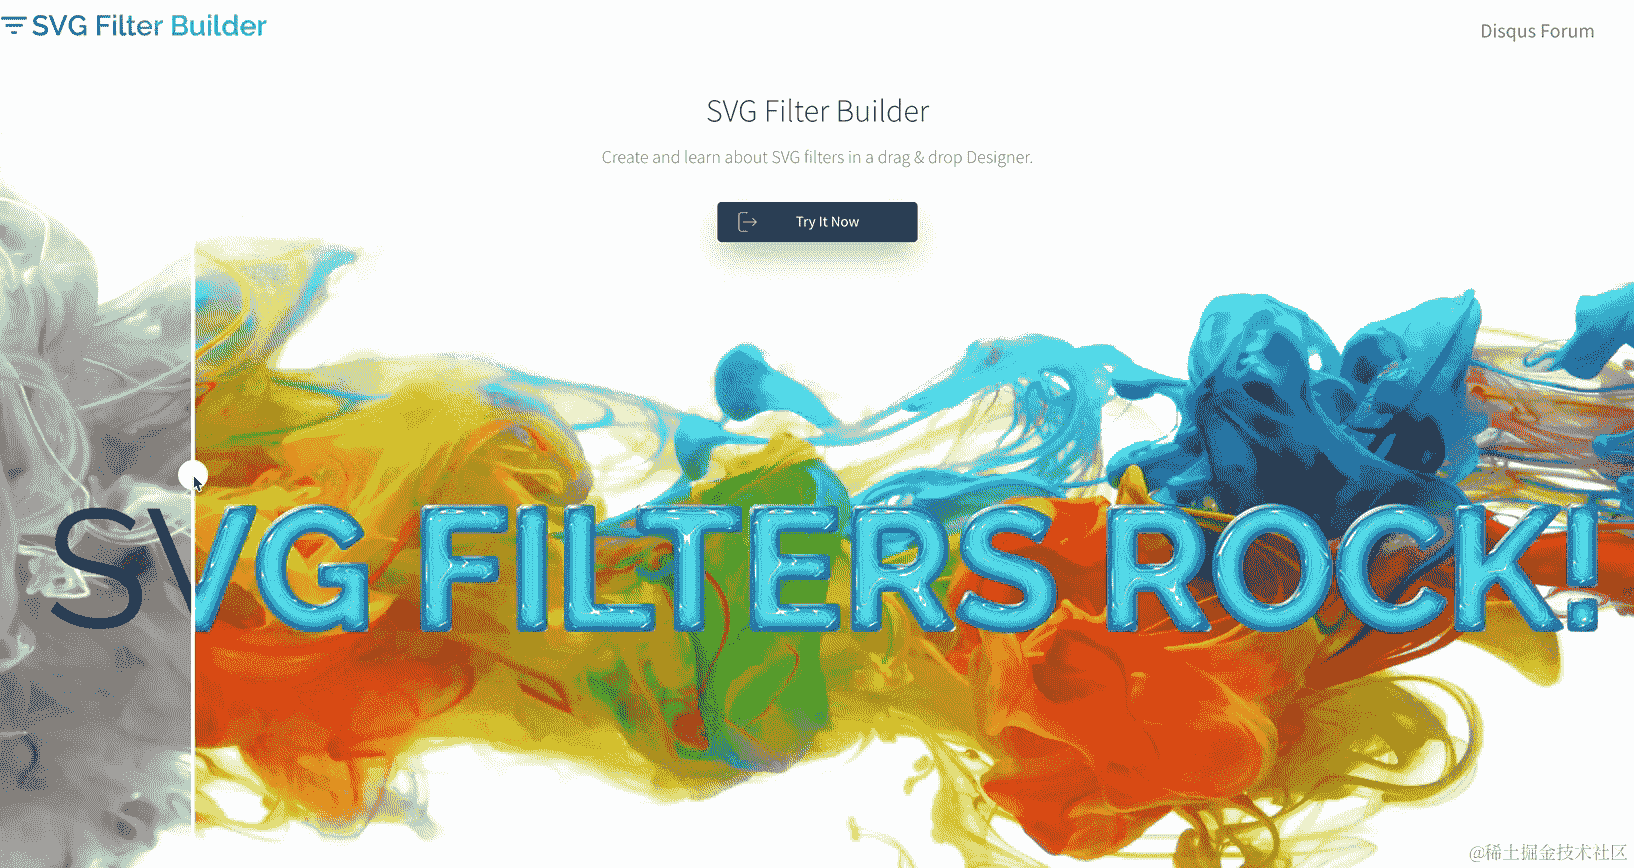 SVG Filter Builder
Disqus Forum
SVG Filter Builder
Create and learn about SVG filters in a drag & drop Designer.
Try It Now
SVG FILTERS ROCK!
@稀土掘金技术社区